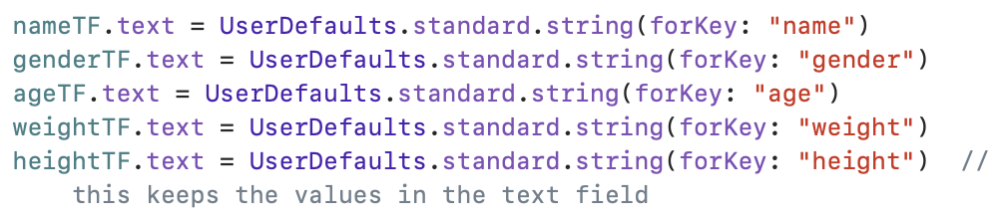 nameTF.text = UserDefaults.standard.string(forKey: "name")
genderTF.text = UserDefaults.standard.string(forKey: "gender")
ageTF.text = UserDefaults.standard.string(forKey: "age")
weightTF.text = UserDefaults.standard.string(forKey: "weight")
heightTF.text = UserDefaults.standard.string(forKey: "height")  //
    this keeps the values in the text field